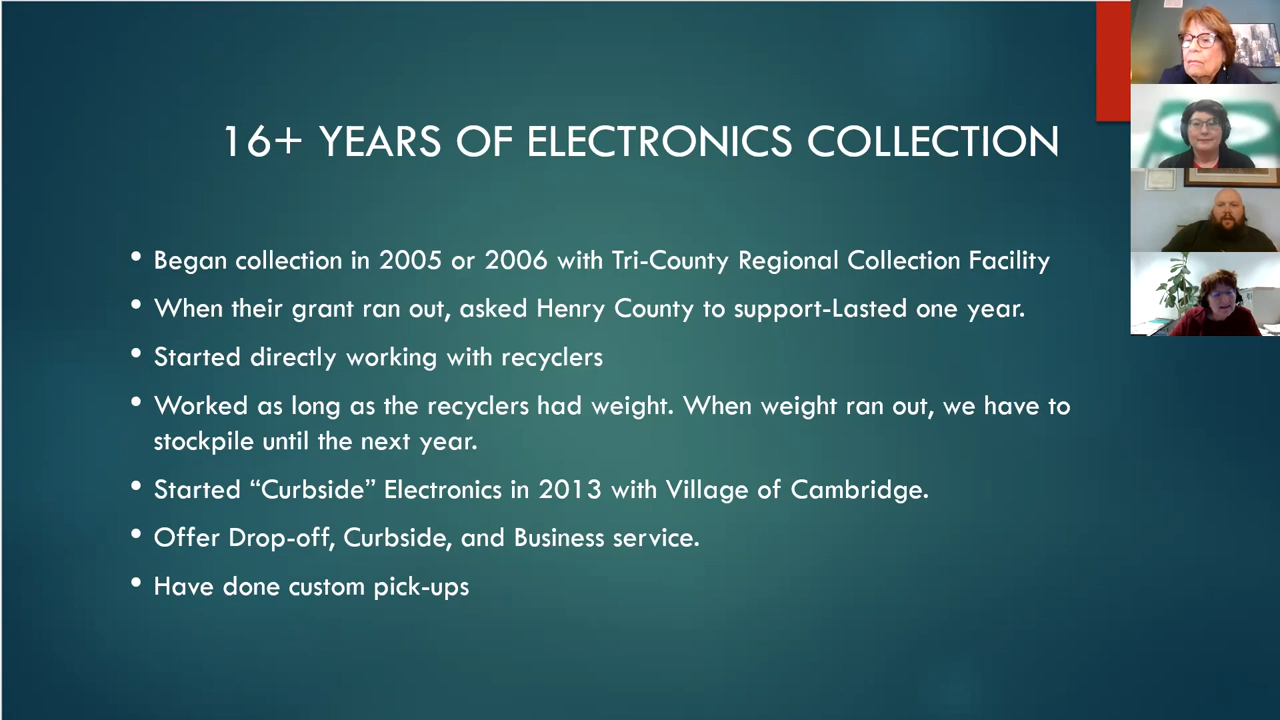 16+ YEARS OF ELECTRONICS COLLECTION
• Began collection in 2005 or 2006 with Tri-County Regional Collection Facility
• When their grant ran out, asked Henry County to support-Lasted one year.
• Started directly working with recyclers
• Worked as long as the recyclers had weight. When weight ran out, we have to
stockpile until the next year.
• Started “Curbside” Electronics in 2013 with Village of Cambridge.
• Offer Drop-off, Curbside, and Business service.
• Have done custom pick-ups